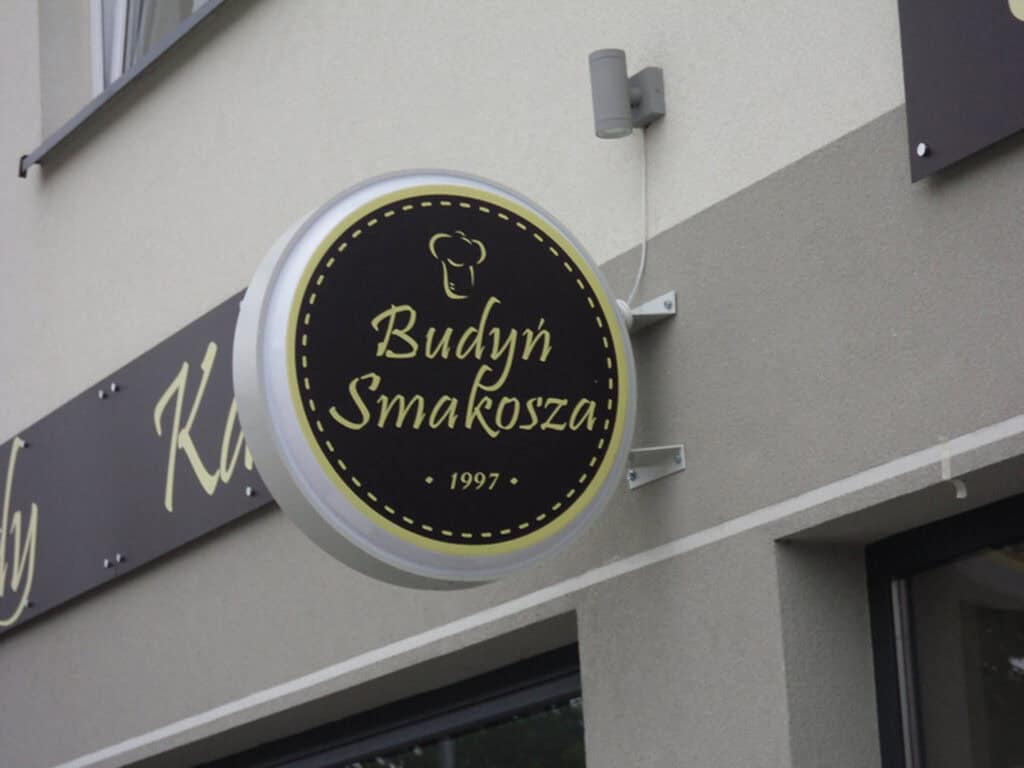 Budyń
Smakosza
• 1997 •